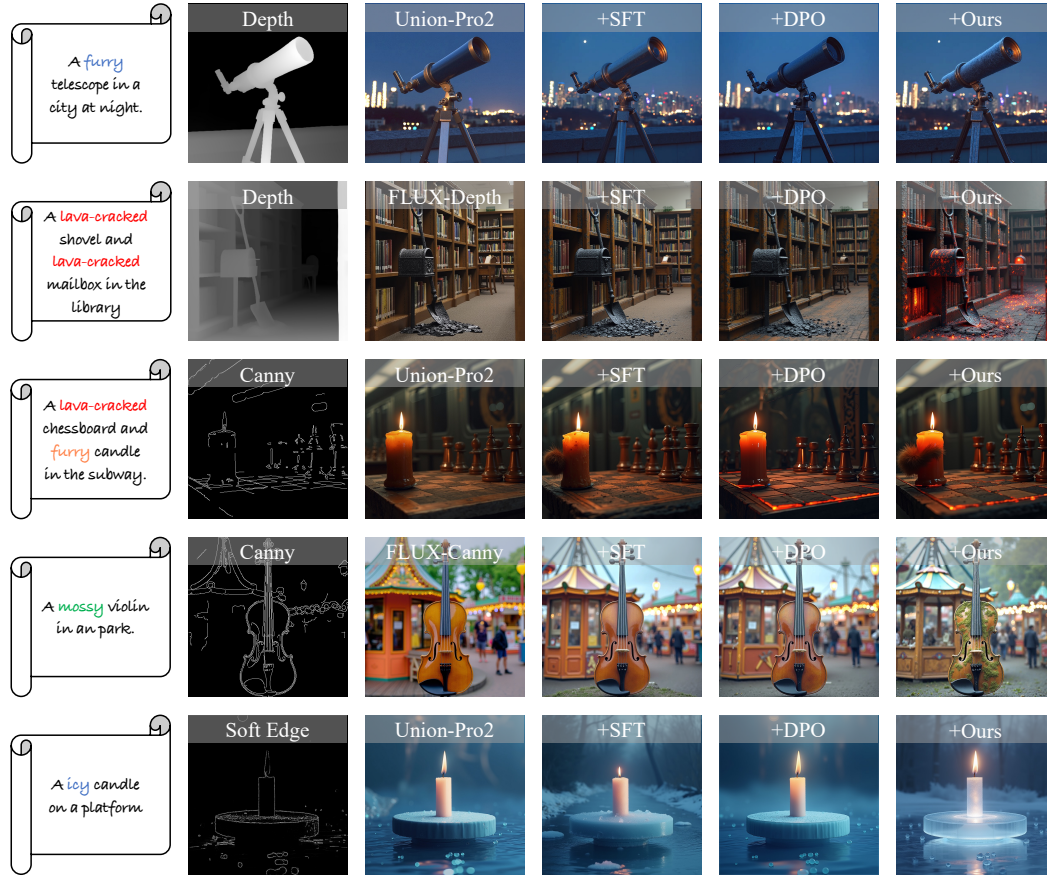 A furry
telescope in a
city at night.
Depth
Union-Pro2
+SFT
+DPO
+Ours
A lava-cracked
shovel and
lava-cracked
mailbox in the
library
Depth
FLUX-Depth
+SFT
+DPO
+Ours
A lava-cracked
chessboard and
furry candle
in the subway.
Canny
Union-Pro2
+SFT
+DPO
+Ours
A mossy violin
in an park.
Canny
FLUX-Canny
+SFT
+DPO
+Ours
A icy candle
on a platform
Soft Edge
Union-Pro2
+SFT
+DPO
+Ours